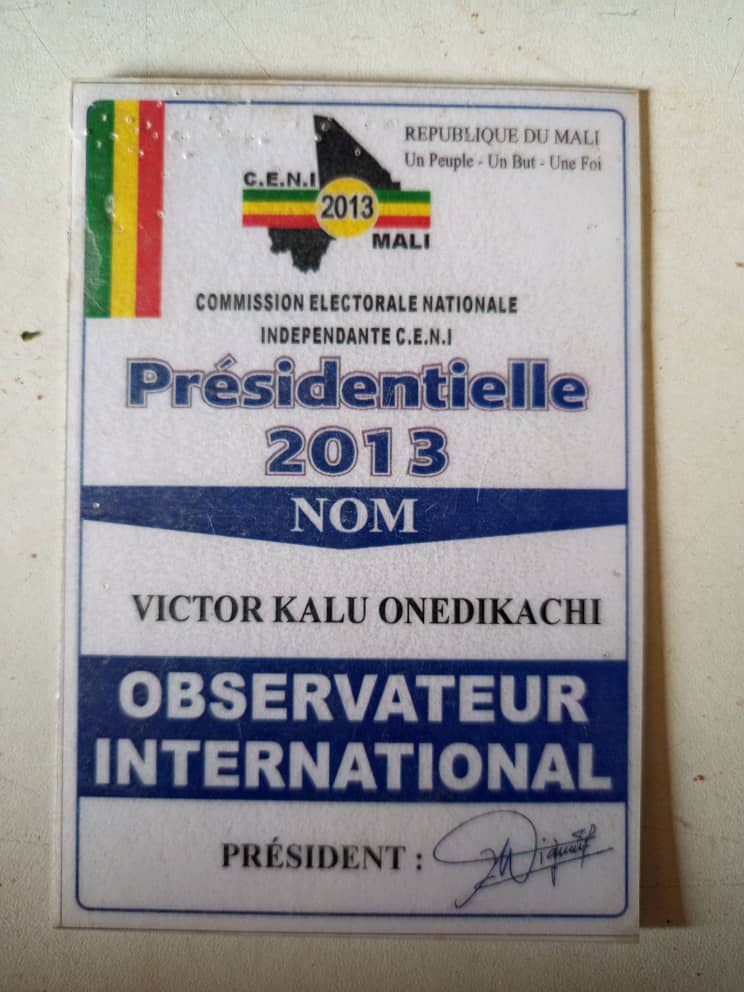 REPUBLIQUE DU MALI
Un Peuple - Un But - Une Foi
C.E.N.I
2013
MALI
COMMISSION ELECTORALE NATIONALE
INDEPENDANTE C.E.N.I
Présidentielle
2013
NOM
VICTOR KALU ONEDIKACHI
OBSERVATEUR
INTERNATIONAL
PRÉSIDENT :